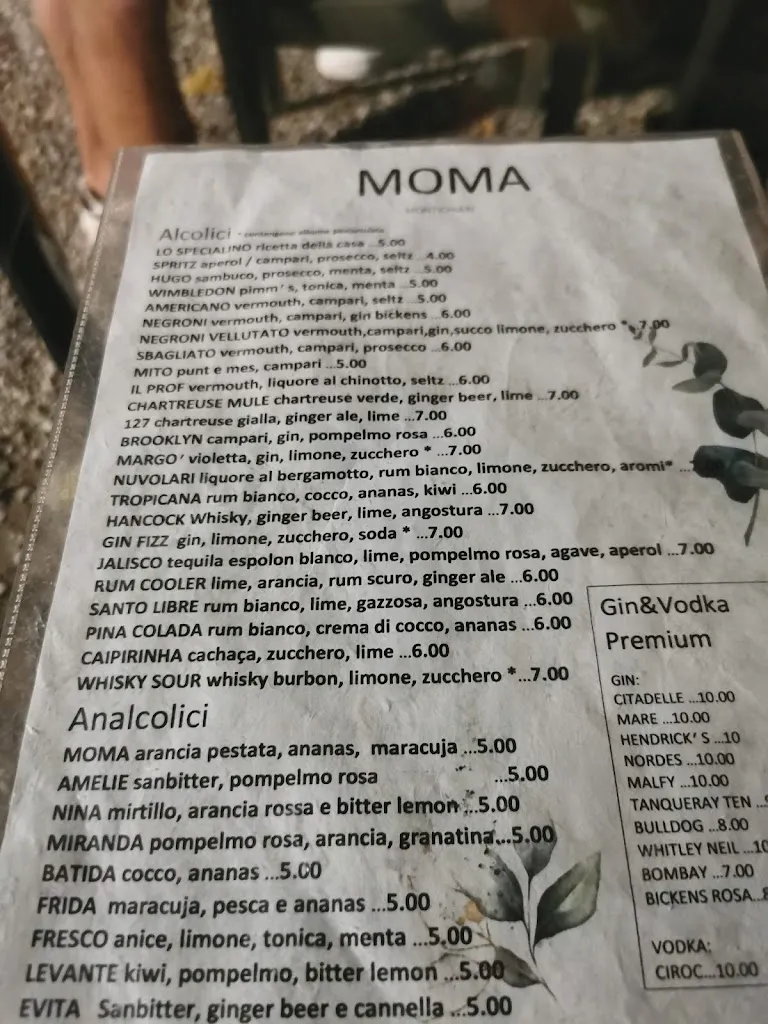 MOMA
Alcolici
LO SPECIALINO ricetta della casa ...5.00
SPRITZ aperol / campari, prosecco, seltz ...4.00
HUGO sambuco, prosecco, menta, seltz ...5.00
WIMBLEDON pimm' s, tonica, menta ...5.00
AMERICANO vermouth, campari, seltz ...5.00
NEGRONI vermouth, campari, gin bickens ...6.00
NEGRONI VELLUTATO vermouth,campari,gin,succo limone, zucchero *...7.00
SBAGLIATO vermouth, campari, prosecco ...6.00
MITO punt e mes, campari ...5.00
IL PROF vermouth, liquore al chinotto, seltz ...6.00
CHARTREUSE MULE chartreuse verde, ginger beer, lime ...7.00
127 chartreuse gialla, ginger ale, lime ...7.00
BROOKLYN campari, gin, pompelmo rosa ...6.00
MARGO' violetta, gin, limone, zucchero * ...7.00
NUVOLARI liquore al bergamotto, rum bianco, limone, zucchero, aromi* ...
TROPICANA rum bianco, cocco, ananas, kiwi ...6.00
HANCOCK Whisky, ginger beer, lime, angostura ...7.00
GIN FIZZ gin, limone, zucchero, soda * ...7.00
JALISCO tequila espolon blanco, lime, pompelmo rosa, agave, aperol ...7.00
RUM COOLER lime, arancia, rum scuro, ginger ale ...6.00
SANTO LIBRE rum bianco, lime, gazzosa, angostura ...6.00
PINA COLADA rum bianco, crema di cocco, ananas ...6.00
CAIPIRINHA cachaça, zucchero, lime ...6.00
WHISKY SOUR whisky burbon, limone, zucchero *...7.00
Analcolici
MOMA arancia pestata, ananas, maracuja ...5.00
AMELIE sanbitter, pompelmo rosa ...5.00
NINA mirtillo, arancia rossa e bitter lemon ...5.00
MIRANDA pompelmo rosa, arancia, granatina...5.00
BATIDA cocco, ananas ...5.00
FRIDA maracuja, pesca e ananas ...5.00
FRESCO anice, limone, tonica, menta ...5.00
LEVANTE kiwi, pompelmo, bitter lemon ...5.00
EVITA Sanbitter, ginger beer e cannella ...5.00
Gin&Vodka
Premium
GIN:
CITADELLE ...10.00
MARE ...10.00
HENDRICK' S ...10
NORDES ...10.00
MALFY ...10.00
TANQUERAY TEN ...
BULLDOG ...8.00
WHITLEY NEIL ...10
BOMBAY ...7.00
BICKENS ROSA...
VODKA:
CIROC...10.00